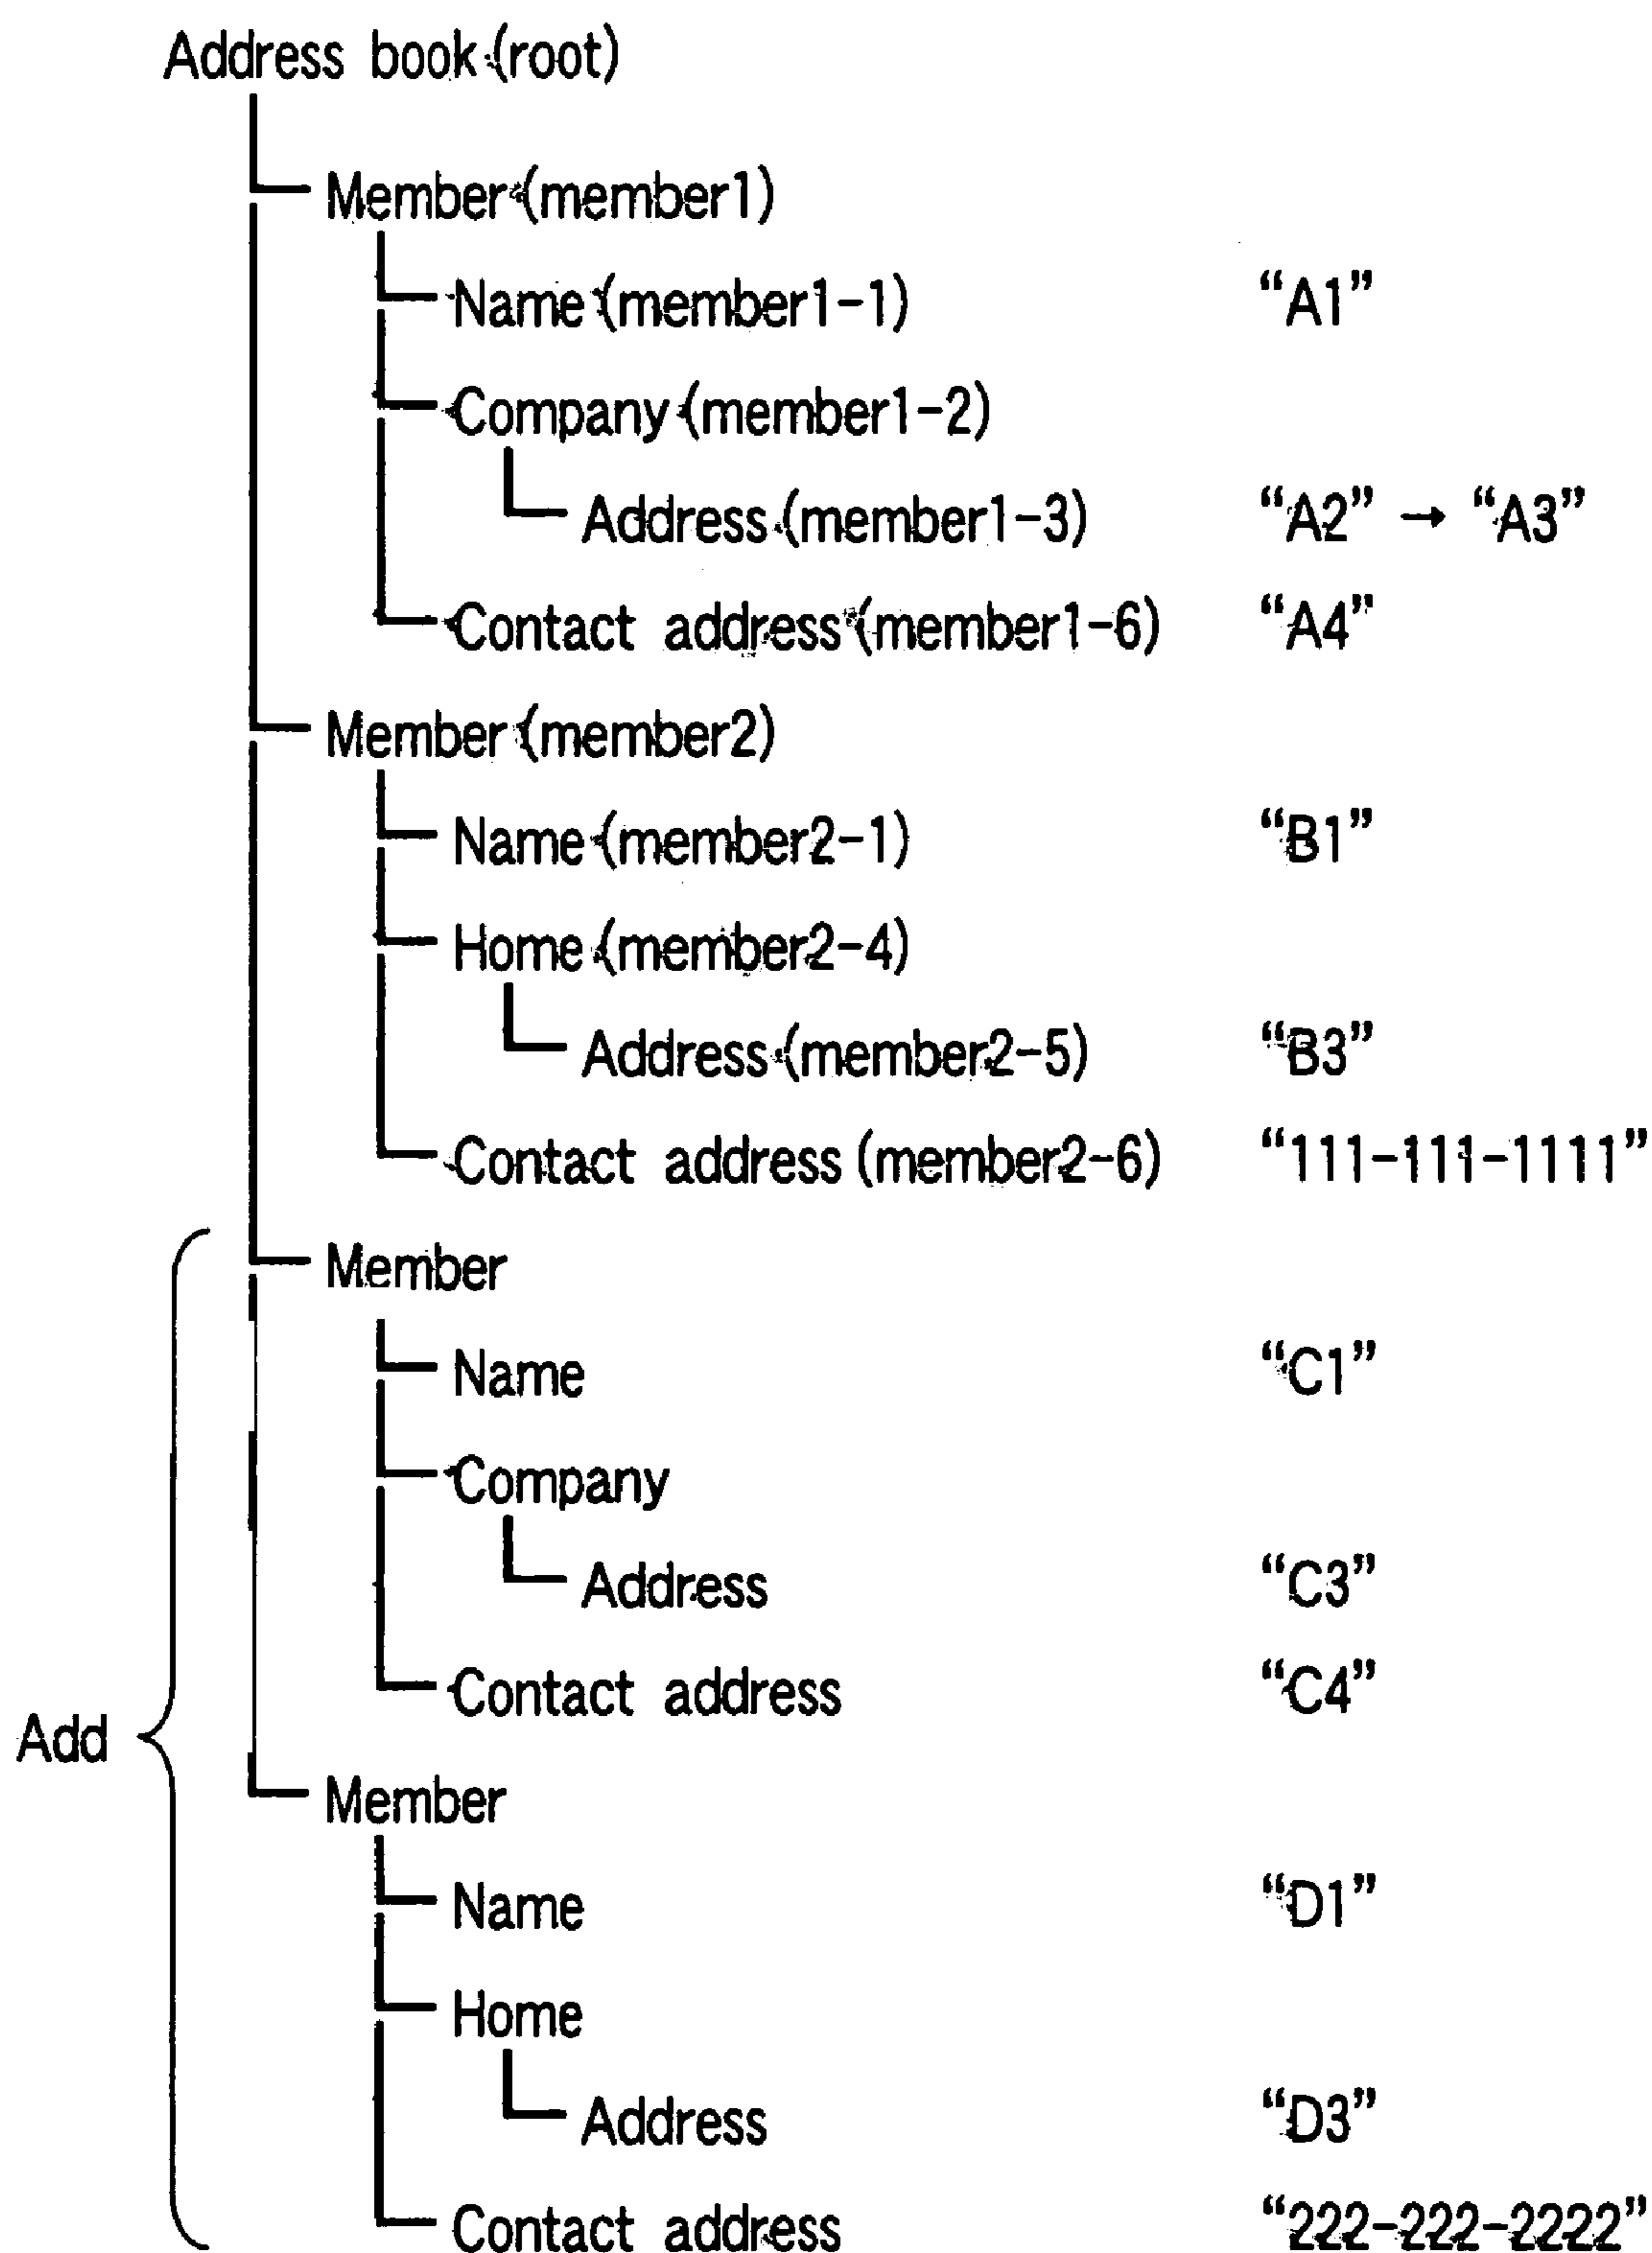 Address book (root)
Member (member1)
Name (member1-1) “A1”
Company (member1-2)
Address (member1-3) “A2” → “A3”
Contact address (member1-6) “A4”
Member (member2)
Name (member2-1) “B1”
Home (member2-4)
Address (member2-5) “B3”
Contact address (member2-6) “111-111-1111”
Member
Name “C1”
Company
Address “C3”
Contact address “C4”
Add
Member
Name “D1”
Home
Address “D3”
Contact address “222-222-2222”